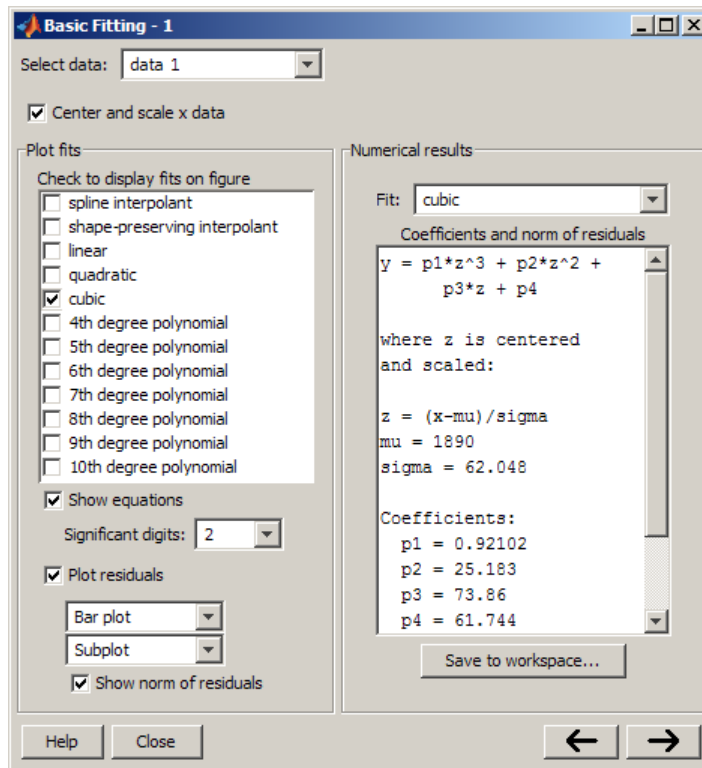 Basic Fitting - 1
Select data: data 1
Center and scale x data
Plot fits
Check to display fits on figure
spline interpolant
shape-preserving interpolant
linear
quadratic
cubic
4th degree polynomial
5th degree polynomial
6th degree polynomial
7th degree polynomial
8th degree polynomial
9th degree polynomial
10th degree polynomial
Show equations
Significant digits: 2
Plot residuals
Bar plot
Subplot
Show norm of residuals
Numerical results
Fit: cubic
Coefficients and norm of residuals
y = p1*z^3 + p2*z^2 +
p3*z + p4
where z is centered
and scaled:
z = (x-mu)/sigma
mu = 1890
sigma = 62.048
Coefficients:
p1 = 0.92102
p2 = 25.183
p3 = 73.86
p4 = 61.744
Save to workspace...
Help Close